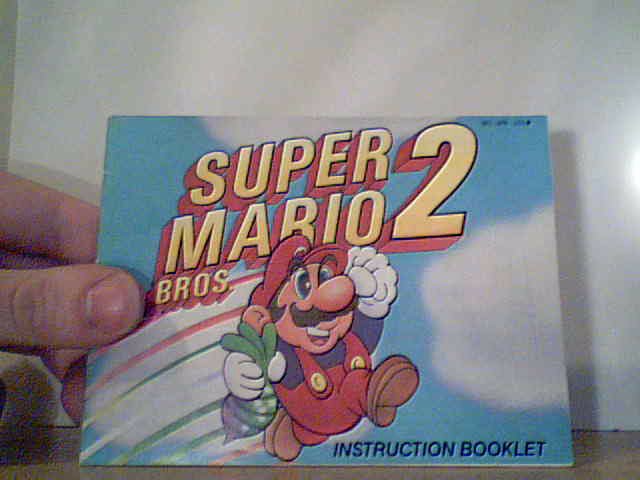 SUPER
MARIO 2
BROS.
INSTRUCTION BOOKLET